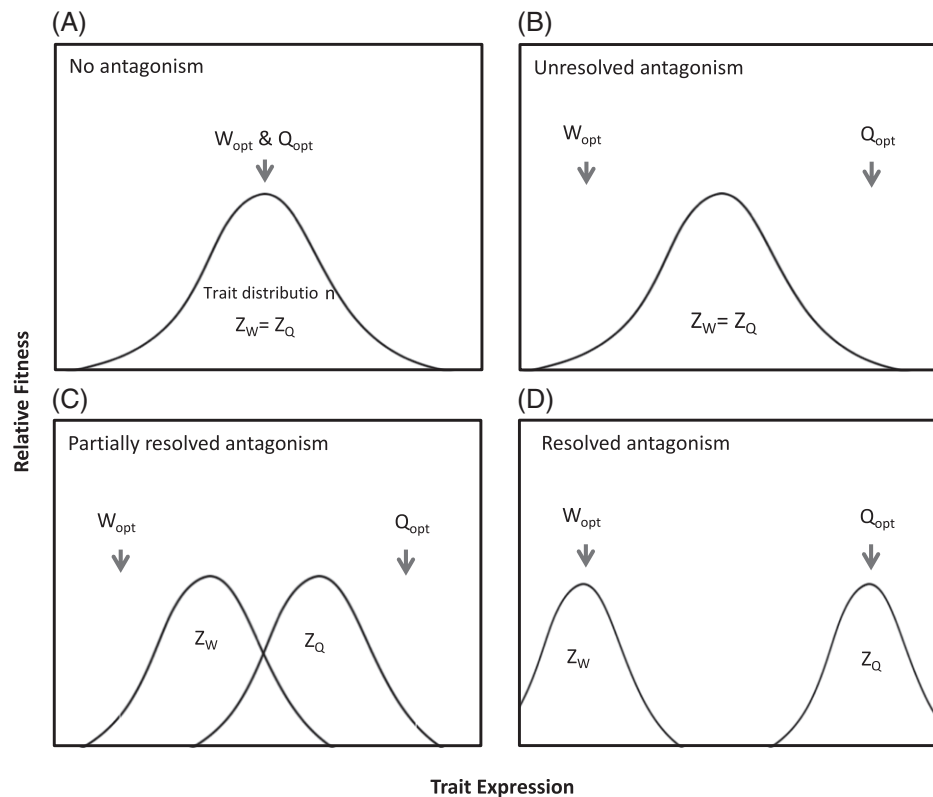 (A)
No antagonism
W_opt & Q_opt
Trait distributio n
Z_W= Z_Q
(B)
Unresolved antagonism
W_opt
Q_opt
Z_W= Z_Q
(C)
Partially resolved antagonism
W_opt
Q_opt
Z_W
Z_Q
(D)
Resolved antagonism
W_opt
Q_opt
Z_W
Z_Q
Relative Fitness
Trait Expression